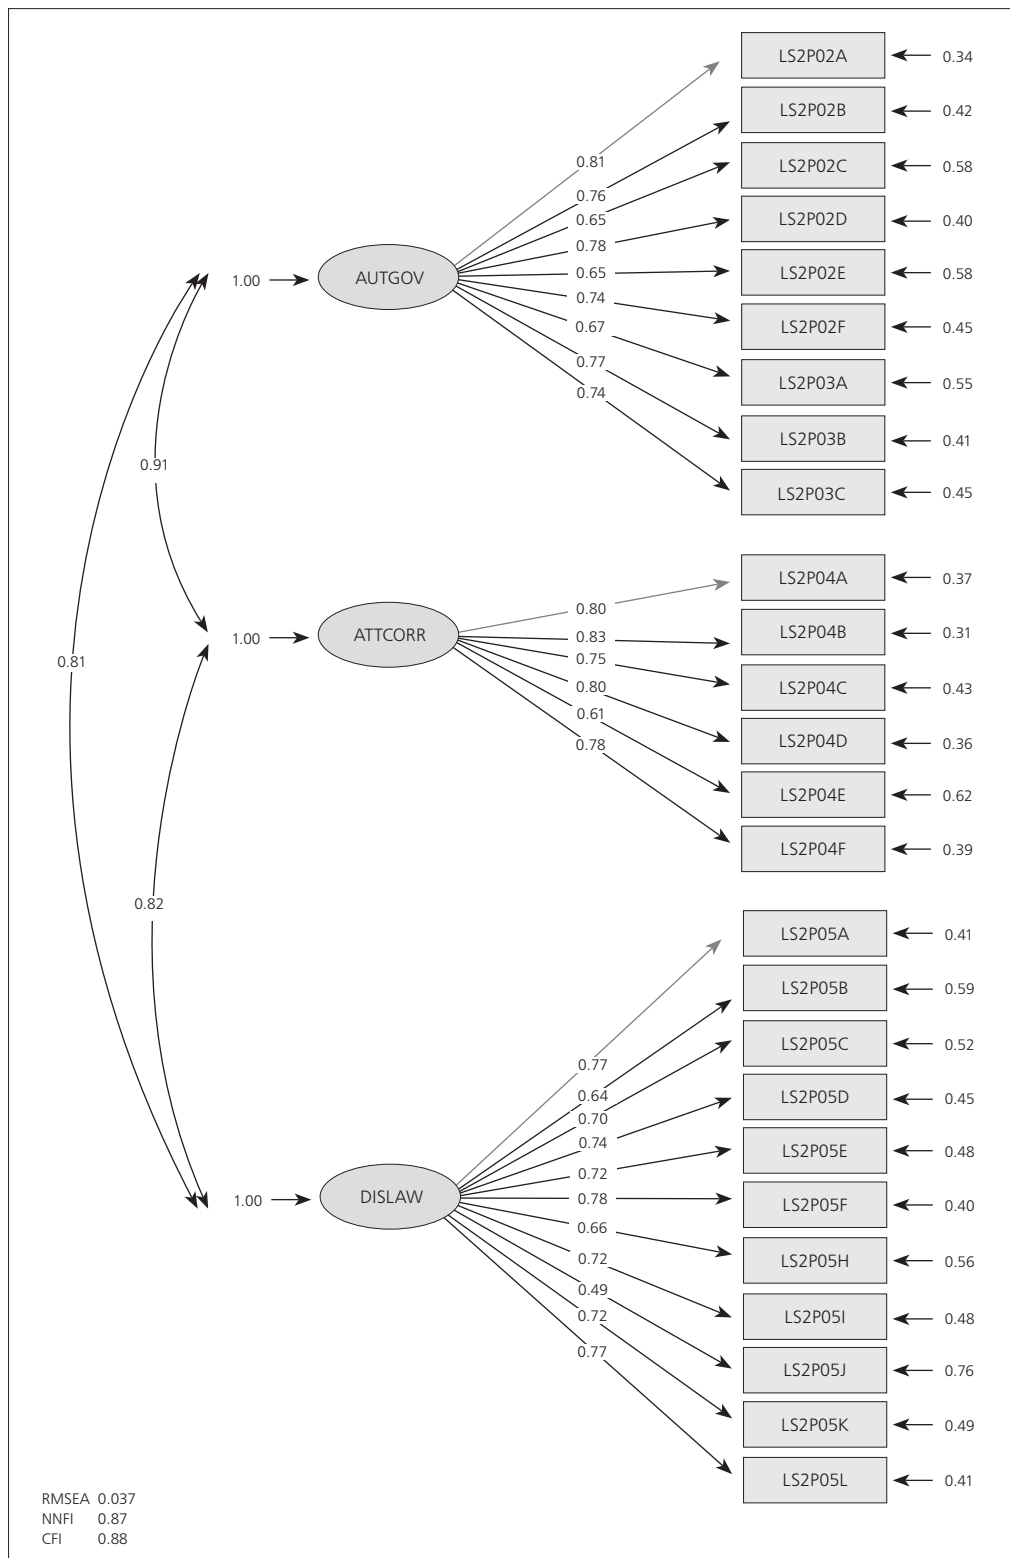 LS2P02A 0.34
LS2P02B 0.42
0.81
LS2P02C 0.58
0.76
0.65
LS2P02D 0.40
0.78
1.00 AUTGOV 0.65 LS2P02E 0.58
0.74
0.67 LS2P02F 0.45
0.77
0.74 LS2P03A 0.55
LS2P03B 0.41
0.91
LS2P03C 0.45
LS2P04A 0.37
0.80
1.00 ATTCORR 0.83 LS2P04B 0.31
0.81
0.75
0.80 LS2P04C 0.43
0.61
0.78 LS2P04D 0.36
LS2P04E 0.62
LS2P04F 0.39
0.82
LS2P05A 0.41
LS2P05B 0.59
LS2P05C 0.52
0.77
0.64 LS2P05D 0.45
0.70
0.74 LS2P05E 0.48
0.72
1.00 DISLAW 0.78 LS2P05F 0.40
0.66
0.72 LS2P05H 0.56
0.49
0.72 LS2P05I 0.48
0.77
LS2P05J 0.76
LS2P05K 0.49
LS2P05L 0.41
RMSEA 0.037
NNFI 0.87
CFI 0.88